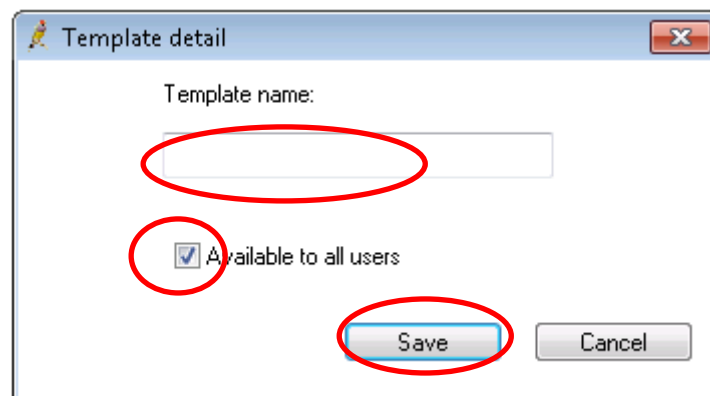 Template detail
Template name:
Available to all users
Save Cancel